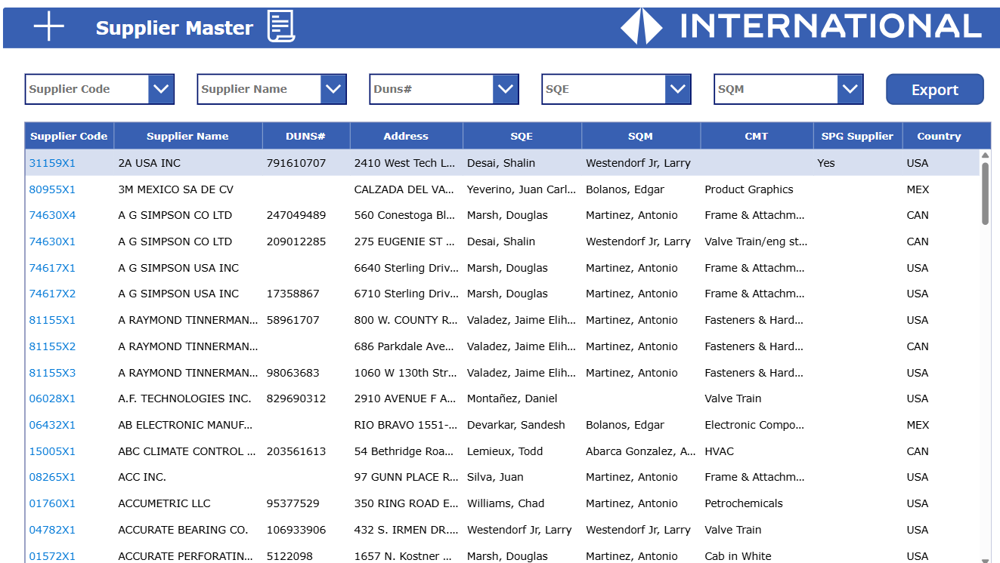 Supplier Master INTERNATIONAL
Supplier Code Supplier Name Duns# SQE SQM Export
Supplier Code Supplier Name DUNS# Address SQE SQM CMT SPG Supplier Country
31159X1 2A USA INC 791610707 2410 West Tech L... Desai, Shalin Westendorf Jr, Larry Yes USA
80955X1 3M MEXICO SA DE CV CALZADA DEL VA... Yeverino, Juan Carl... Bolanos, Edgar Product Graphics MEX
74630X4 A G SIMPSON CO LTD 247049489 560 Conestoga Bl... Marsh, Douglas Martinez, Antonio Frame & Attachm... CAN
74630X1 A G SIMPSON CO LTD 209012285 275 EUGENIE ST ... Desai, Shalin Westendorf Jr, Larry Valve Train/eng st... CAN
74617X1 A G SIMPSON USA INC 6640 Sterling Driv... Marsh, Douglas Martinez, Antonio Frame & Attachm... USA
74617X2 A G SIMPSON USA INC 17358867 6710 Sterling Driv... Marsh, Douglas Martinez, Antonio Frame & Attachm... USA
81155X1 A RAYMOND TINNERMAN... 58961707 800 W. COUNTY R... Valadez, Jaime Elih... Martinez, Antonio Fasteners & Hard... USA
81155X2 A RAYMOND TINNERMAN... 686 Parkdale Ave... Valadez, Jaime Elih... Martinez, Antonio Fasteners & Hard... CAN
81155X3 A RAYMOND TINNERMAN... 98063683 1060 W 130th Str... Valadez, Jaime Elih... Martinez, Antonio Fasteners & Hard... USA
06028X1 A.F. TECHNOLOGIES INC. 829690312 2910 AVENUE F A... Montañez, Daniel Valve Train USA
06432X1 AB ELECTRONIC MANUF... RIO BRAVO 1551-... Devarkar, Sandesh Bolanos, Edgar Electronic Compo... MEX
15005X1 ABC CLIMATE CONTROL ... 203561613 54 Bethridge Roa... Lemieux, Todd Abarca Gonzalez, A... HVAC CAN
08265X1 ACC INC. 97 GUNN PLACE R... Silva, Juan Martinez, Antonio Frame & Attachm... USA
01760X1 ACCUMETRIC LLC 95377529 350 RING ROAD E... Williams, Chad Martinez, Antonio Petrochemicals USA
04782X1 ACCURATE BEARING CO. 106933906 432 S. IRMEN DR.... Westendorf Jr, Larry Westendorf Jr, Larry Valve Train USA
01572X1 ACCURATE PERFORATIN... 5122098 1657 N. Kostner ... Marsh, Douglas Martinez, Antonio Cab in White USA